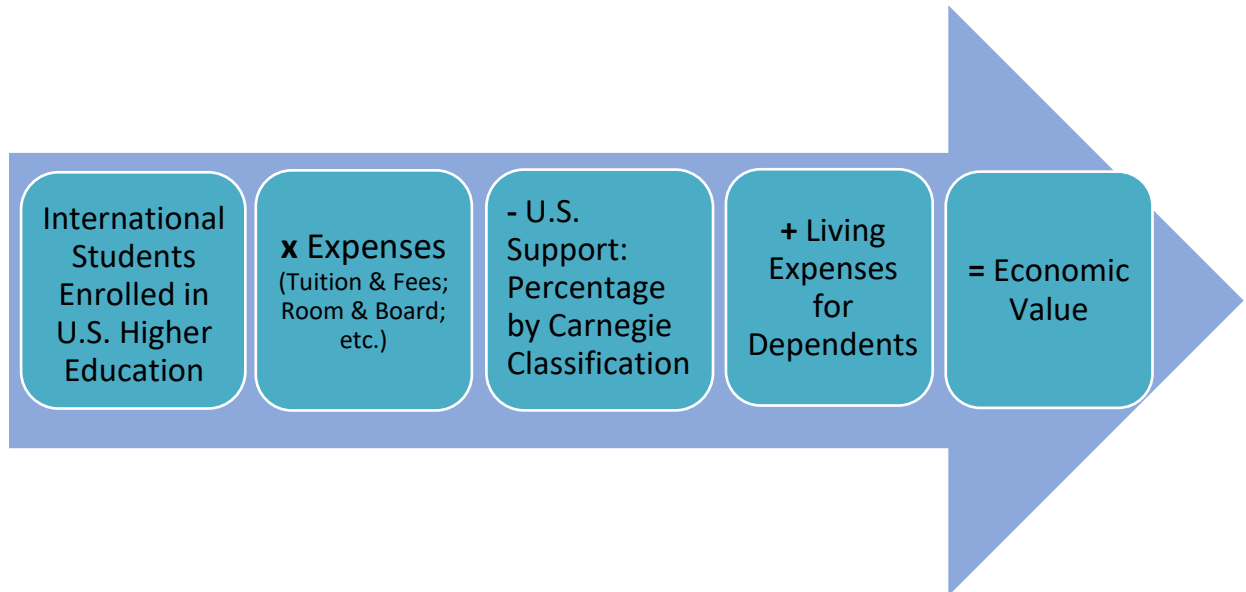 International
Students
Enrolled in
U.S. Higher
Education
x Expenses
(Tuition & Fees;
Room & Board;
etc.)
- U.S.
Support:
Percentage
by Carnegie
Classification
+ Living
Expenses
for
Dependents
= Economic
Value